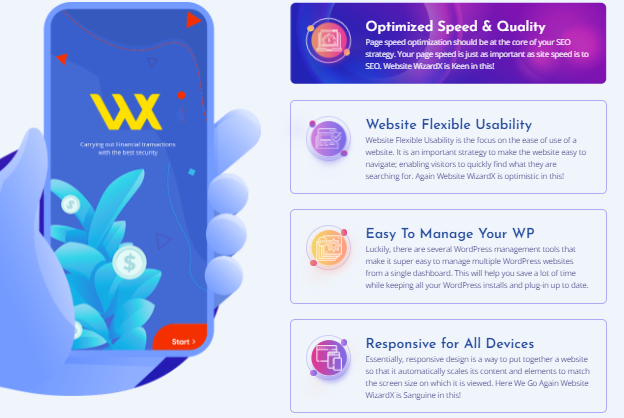 WX
Carrying out Financial transactions
with the best security
$
$
Start >
Optimized Speed & Quality
Page speed optimization should be at the core of your SEO
strategy. Your page speed is just as important as site speed is to
SEO. Website WizardX is Keen in this!
Website Flexible Usability
Website Flexible Usability is the focus on the ease of use of a
website. It is an important strategy to make the website easy to
navigate; enabling visitors to quickly find what they are
searching for. Again Website WizardX is optimistic in this!
Easy To Manage Your WP
Luckily, there are several WordPress management tools that
make it super easy to manage multiple WordPress websites
from a single dashboard. This will help you save a lot of time
while keeping all your WordPress installs and plug-in up to date.
Responsive for All Devices
Essentially, responsive design is a way to put together a website
so that it automatically scales its content and elements to match
the screen size on which it is viewed. Here We Go Again Website
WizardX is Sanguine in this!